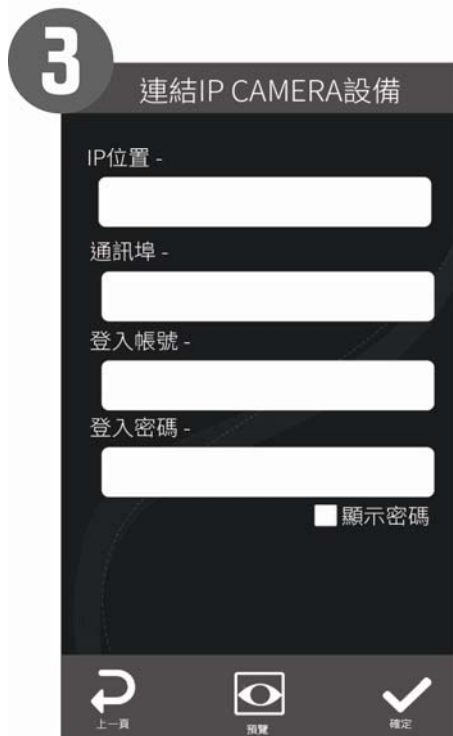 3
連結IP CAMERA設備
IP位置 -
通訊埠 -
登入帳號 -
登入密碼 -
顯示密碼
上一頁
預覽
確定